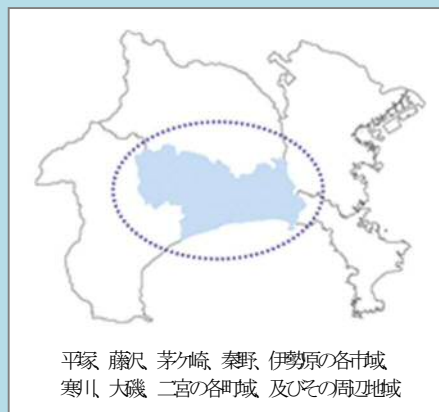 平塚、藤沢、茅ケ崎、秦野、伊勢原の各市域、
寒川、大磯、二宮の各町域、及びその周辺地域